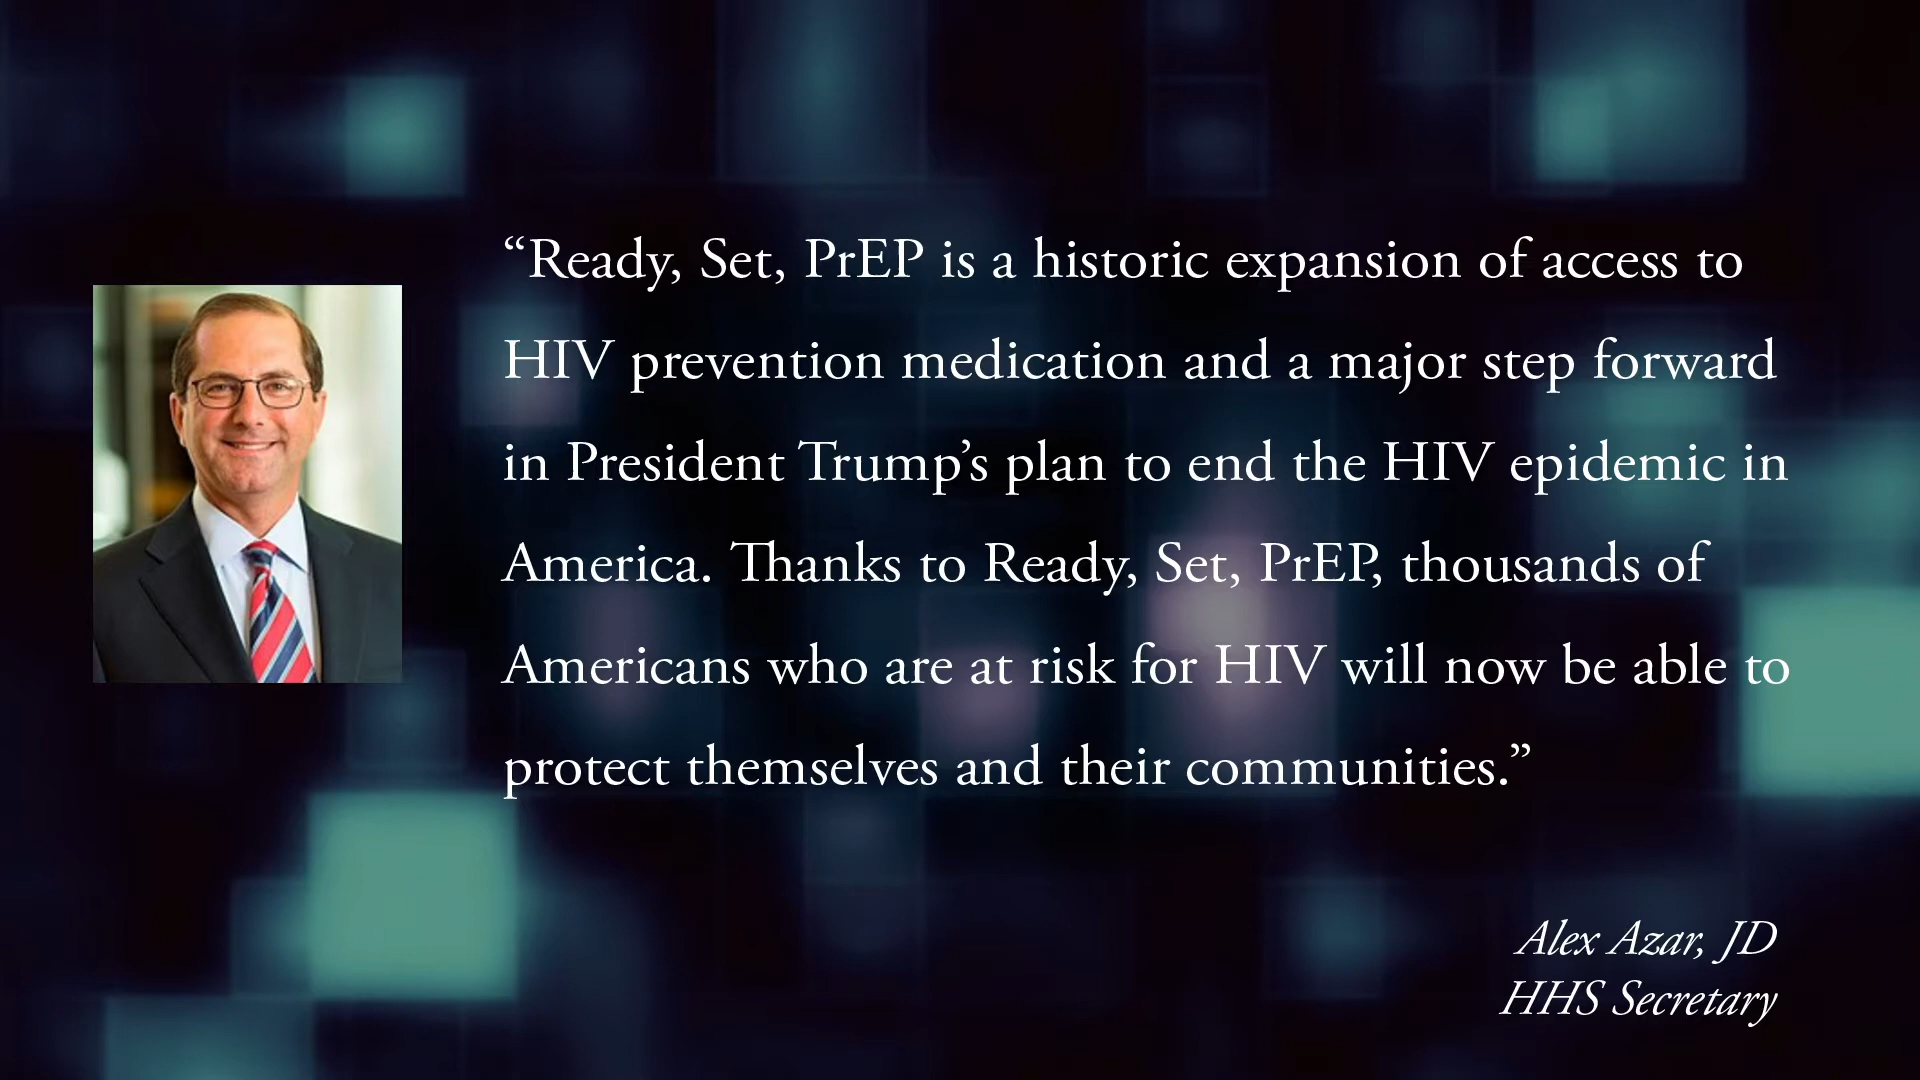 “Ready, Set, PrEP is a historic expansion of access to
HIV prevention medication and a major step forward
in President Trump’s plan to end the HIV epidemic in
America. Thanks to Ready, Set, PrEP, thousands of
Americans who are at risk for HIV will now be able to
protect themselves and their communities.”
Alex Azar, JD
HHS Secretary